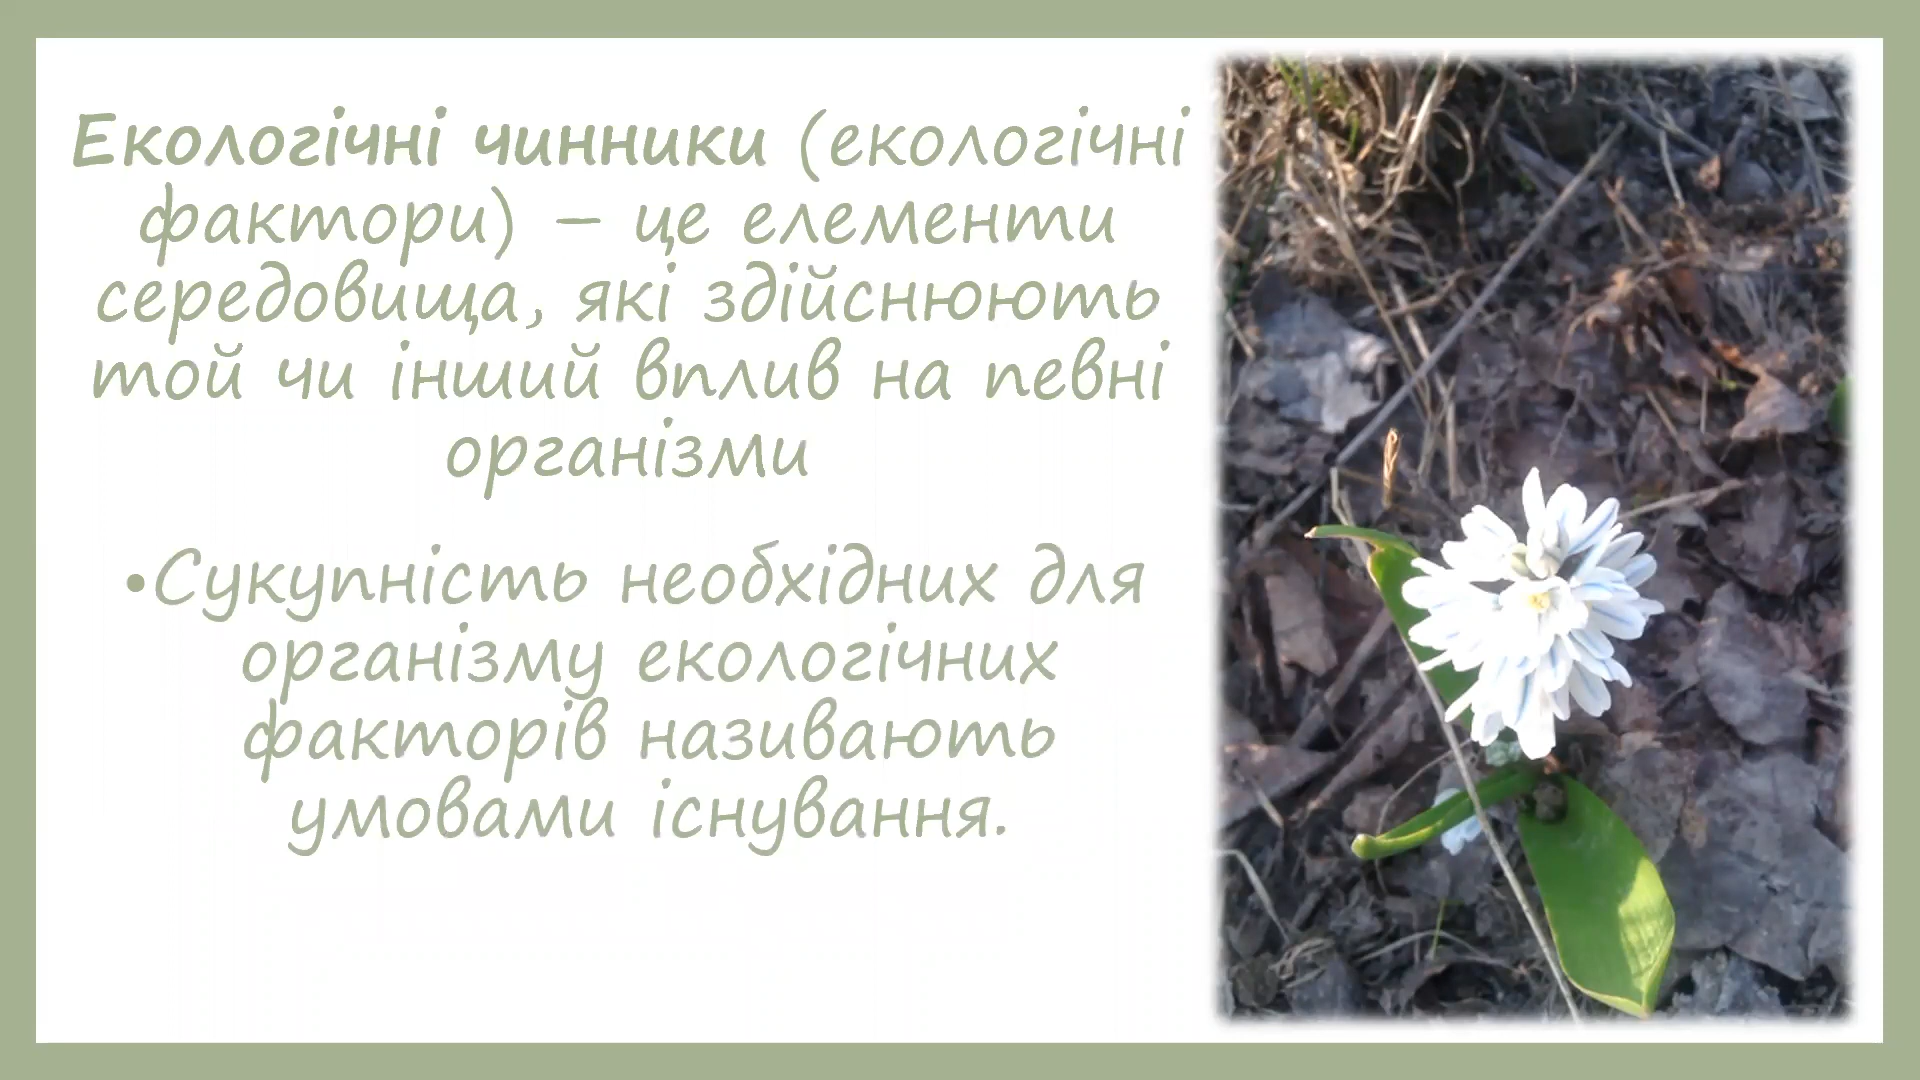 Екологічні чинники (екологічні
фактори) – це елементи
середовища, які здійснюють
той чи інший вплив на певні
організми
•Сукупність необхідних для
організму екологічних
факторів називають
умовами існування.